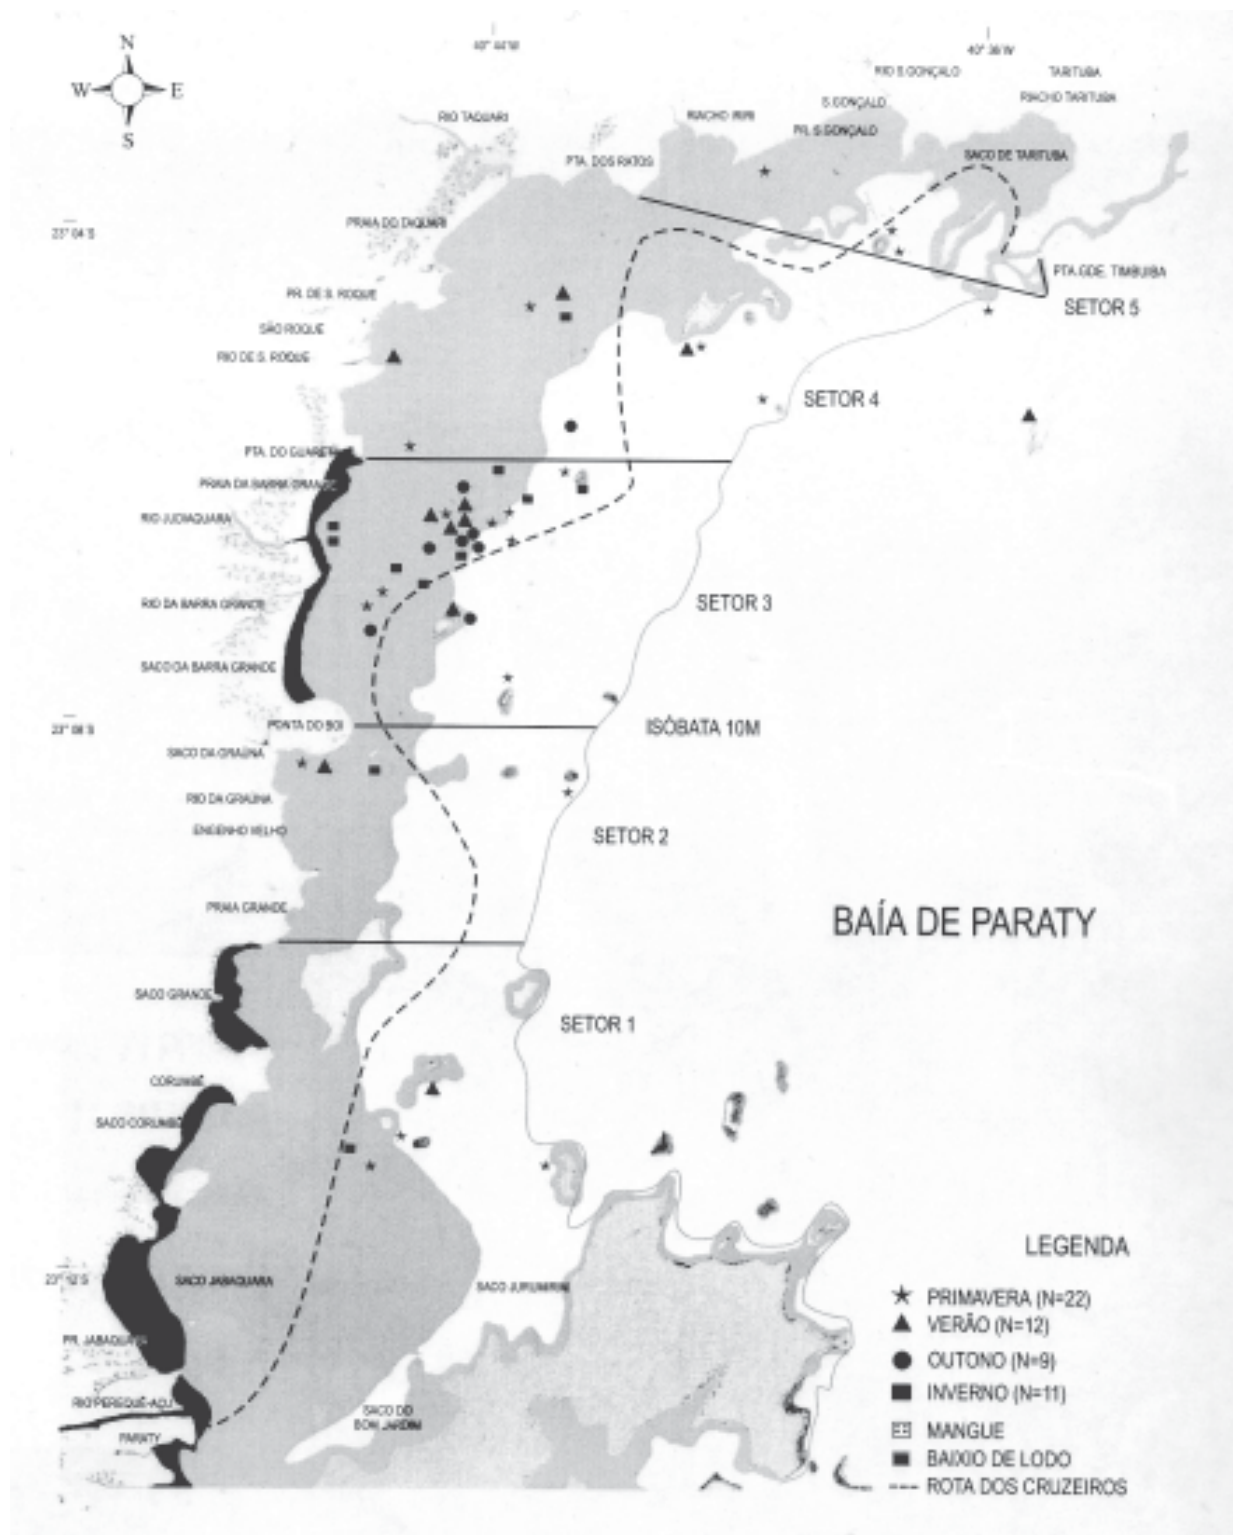 N
W E
S
40° 44' W
40° 36' W
RIO S.GONÇALO
TARITUBA
S.GONÇALO
RIACHO TARITUBA
RIO TAQUARI
RIACHO IRIRI
PR. S.GONÇALO
PTA. DOS RATOS
SACO DE TARITUBA
PRAIA DO TAQUARI
23° 04' S
PTA.GDE. TIMBUIBA
PR. DE S. ROQUE
SETOR 5
SÃO ROQUE
RIO DE S. ROQUE
SETOR 4
PTA. DO
PRAIA DA BARRA GRANDE
RIO JUDIAQUARA
RIO DA BARRA GRANDE
SETOR 3
SACO DA BARRA GRANDE
PONTA DO BOI
ISÓBATA 10M
23° 08' S
SACO DA GRAÚNA
RIO DA GRAÚNA
ENGENHO VELHO
SETOR 2
PRAIA GRANDE
BAÍA DE PARATY
SACO GRANDE
SETOR 1
CORUMBÊ
SACO CORUMBÊ
LEGENDA
23° 12' S
SACO JABAQUARA
SACO JURUMIRIM
PRIMAVERA (N=22)
VERÃO (N=12)
PR. JABAQUARA
OUTONO (N=9)
INVERNO (N=11)
RIO PEREQUE-AÇU
SACO DO
BOM JARDIM
MANGUE
PARATY
BAIXIO DE LODO
ROTA DOS CRUZEIROS